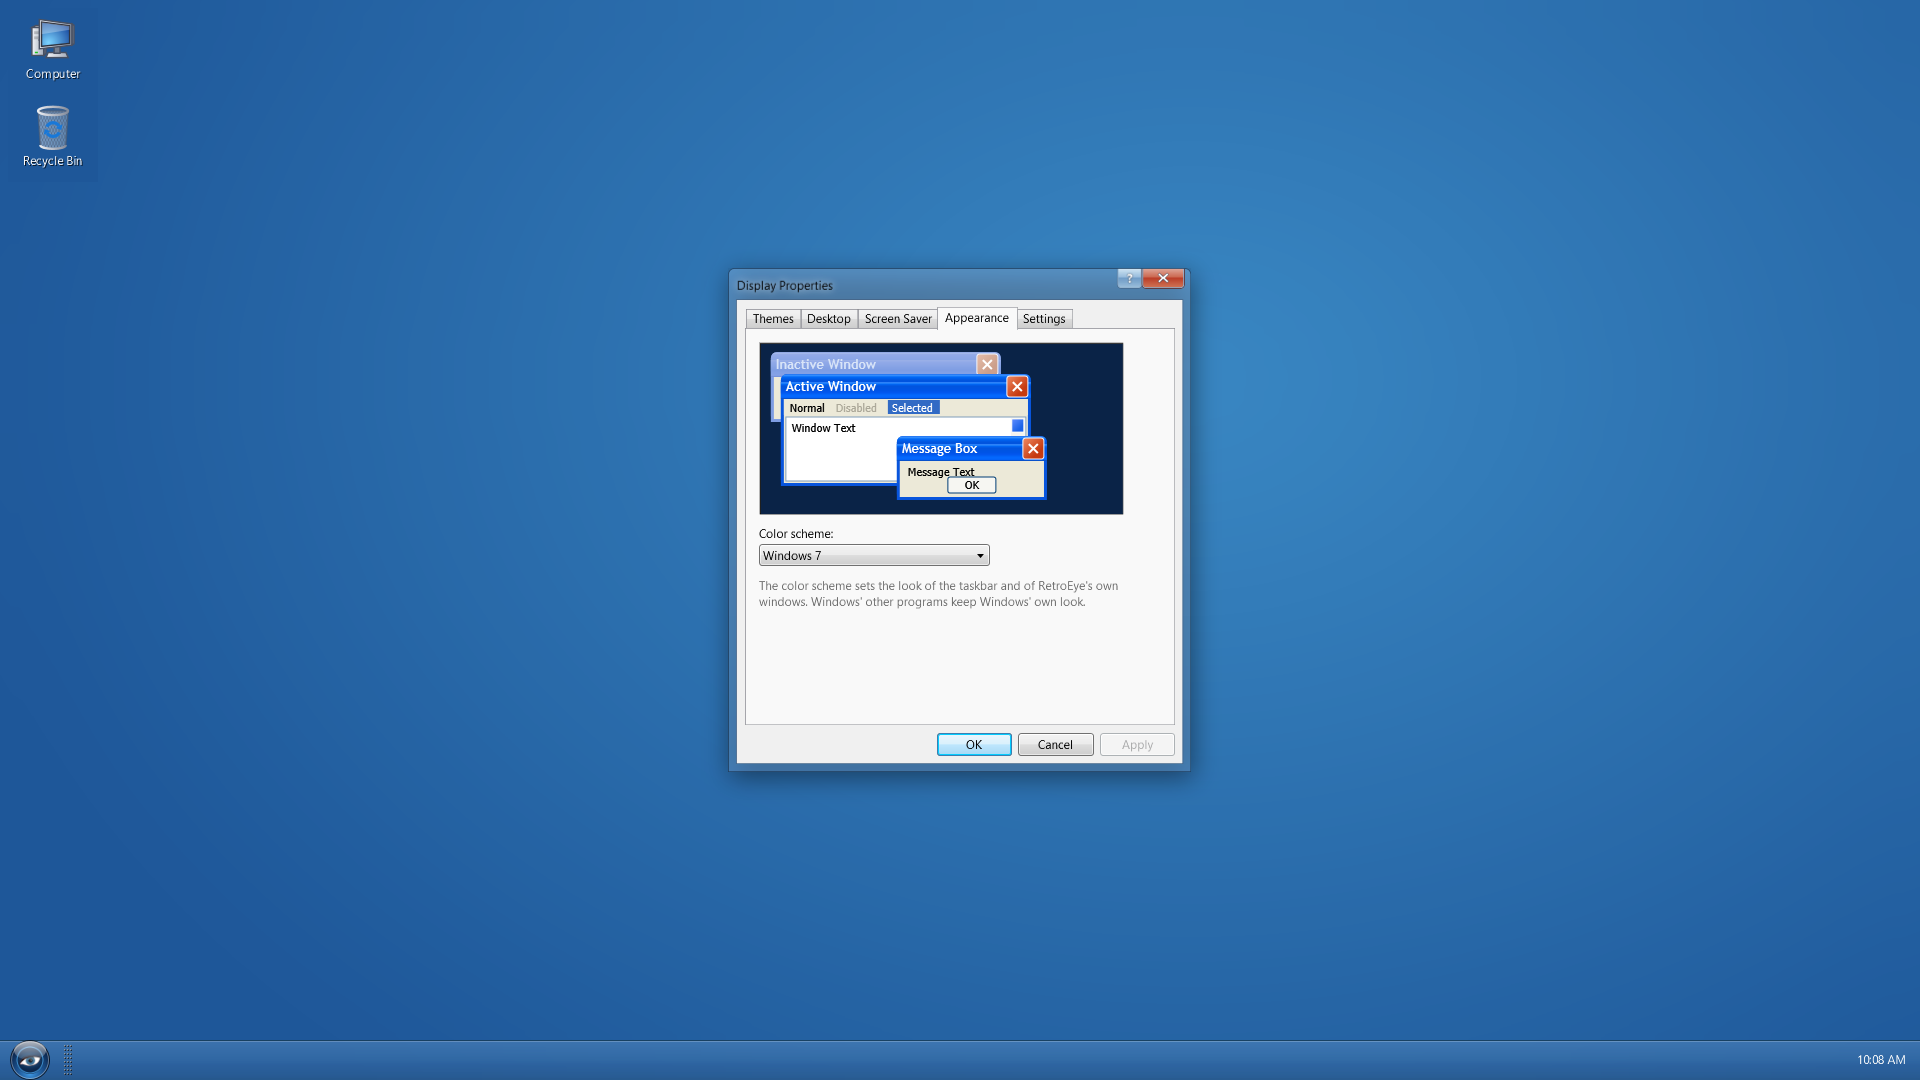 Computer
Recycle Bin
Display Properties
?
Themes Desktop Screen Saver Appearance Settings
Inactive Window
Active Window
Normal Disabled Selected
Window Text
Message Box
Message Text
OK
Color scheme:
Windows 7
The color scheme sets the look of the taskbar and of RetroEye's own
windows. Windows' other programs keep Windows' own look.
OK Cancel Apply
10:08 AM